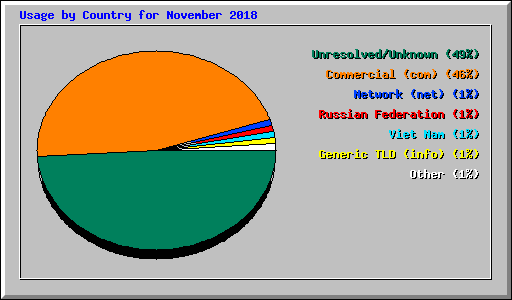 Usage by Country for November 2018
Unresolved/Unknown (49%)
Commercial (com) (46%)
Network (net) (1%)
Russian Federation (1%)
Viet Nam (1%)
Generic TLD (info) (1%)
Other (1%)